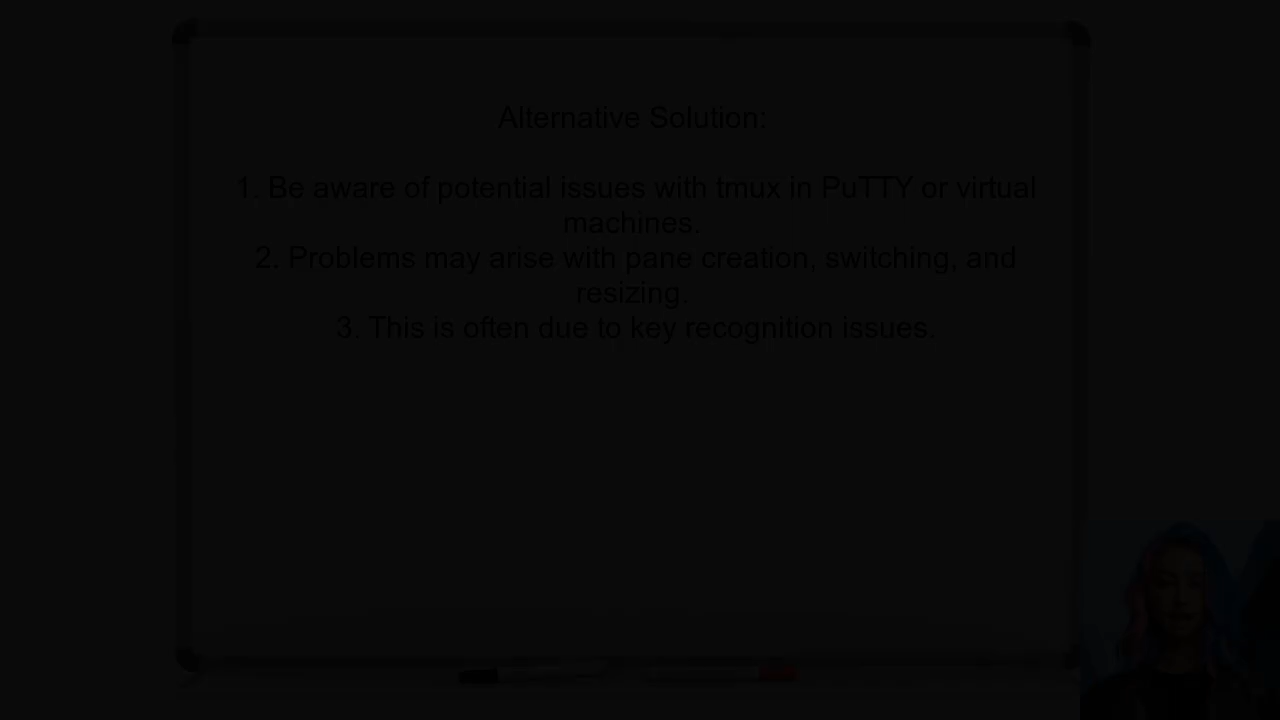 Alternative Solution:
1. Be aware of potential issues with tmux in PuTTY or virtual
machines.
2. Problems may arise with pane creation, switching, and
resizing.
3. This is often due to key recognition issues.